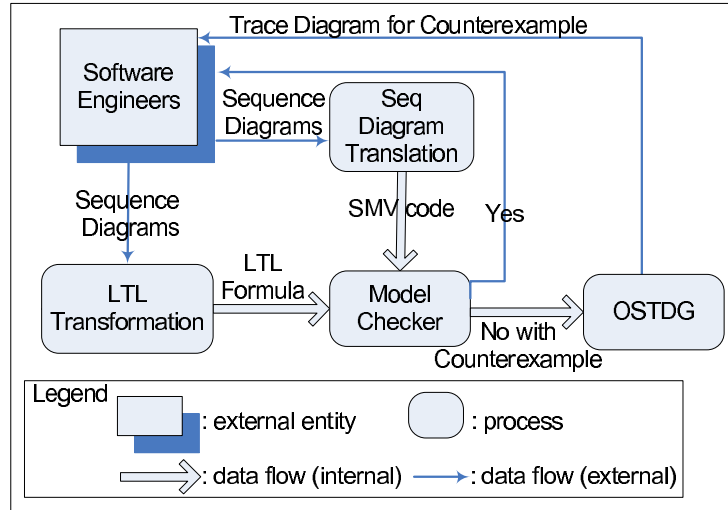 Trace Diagram for Counterexample
Software
Engineers
Sequence
Diagrams
Seq
Diagram
Translation
Sequence
Diagrams
SMV code
Yes
LTL
Transformation
LTL
Formula
Model
Checker
No with
Counterexample
OSTDG
Legend
: external entity
: process
: data flow (internal)
: data flow (external)